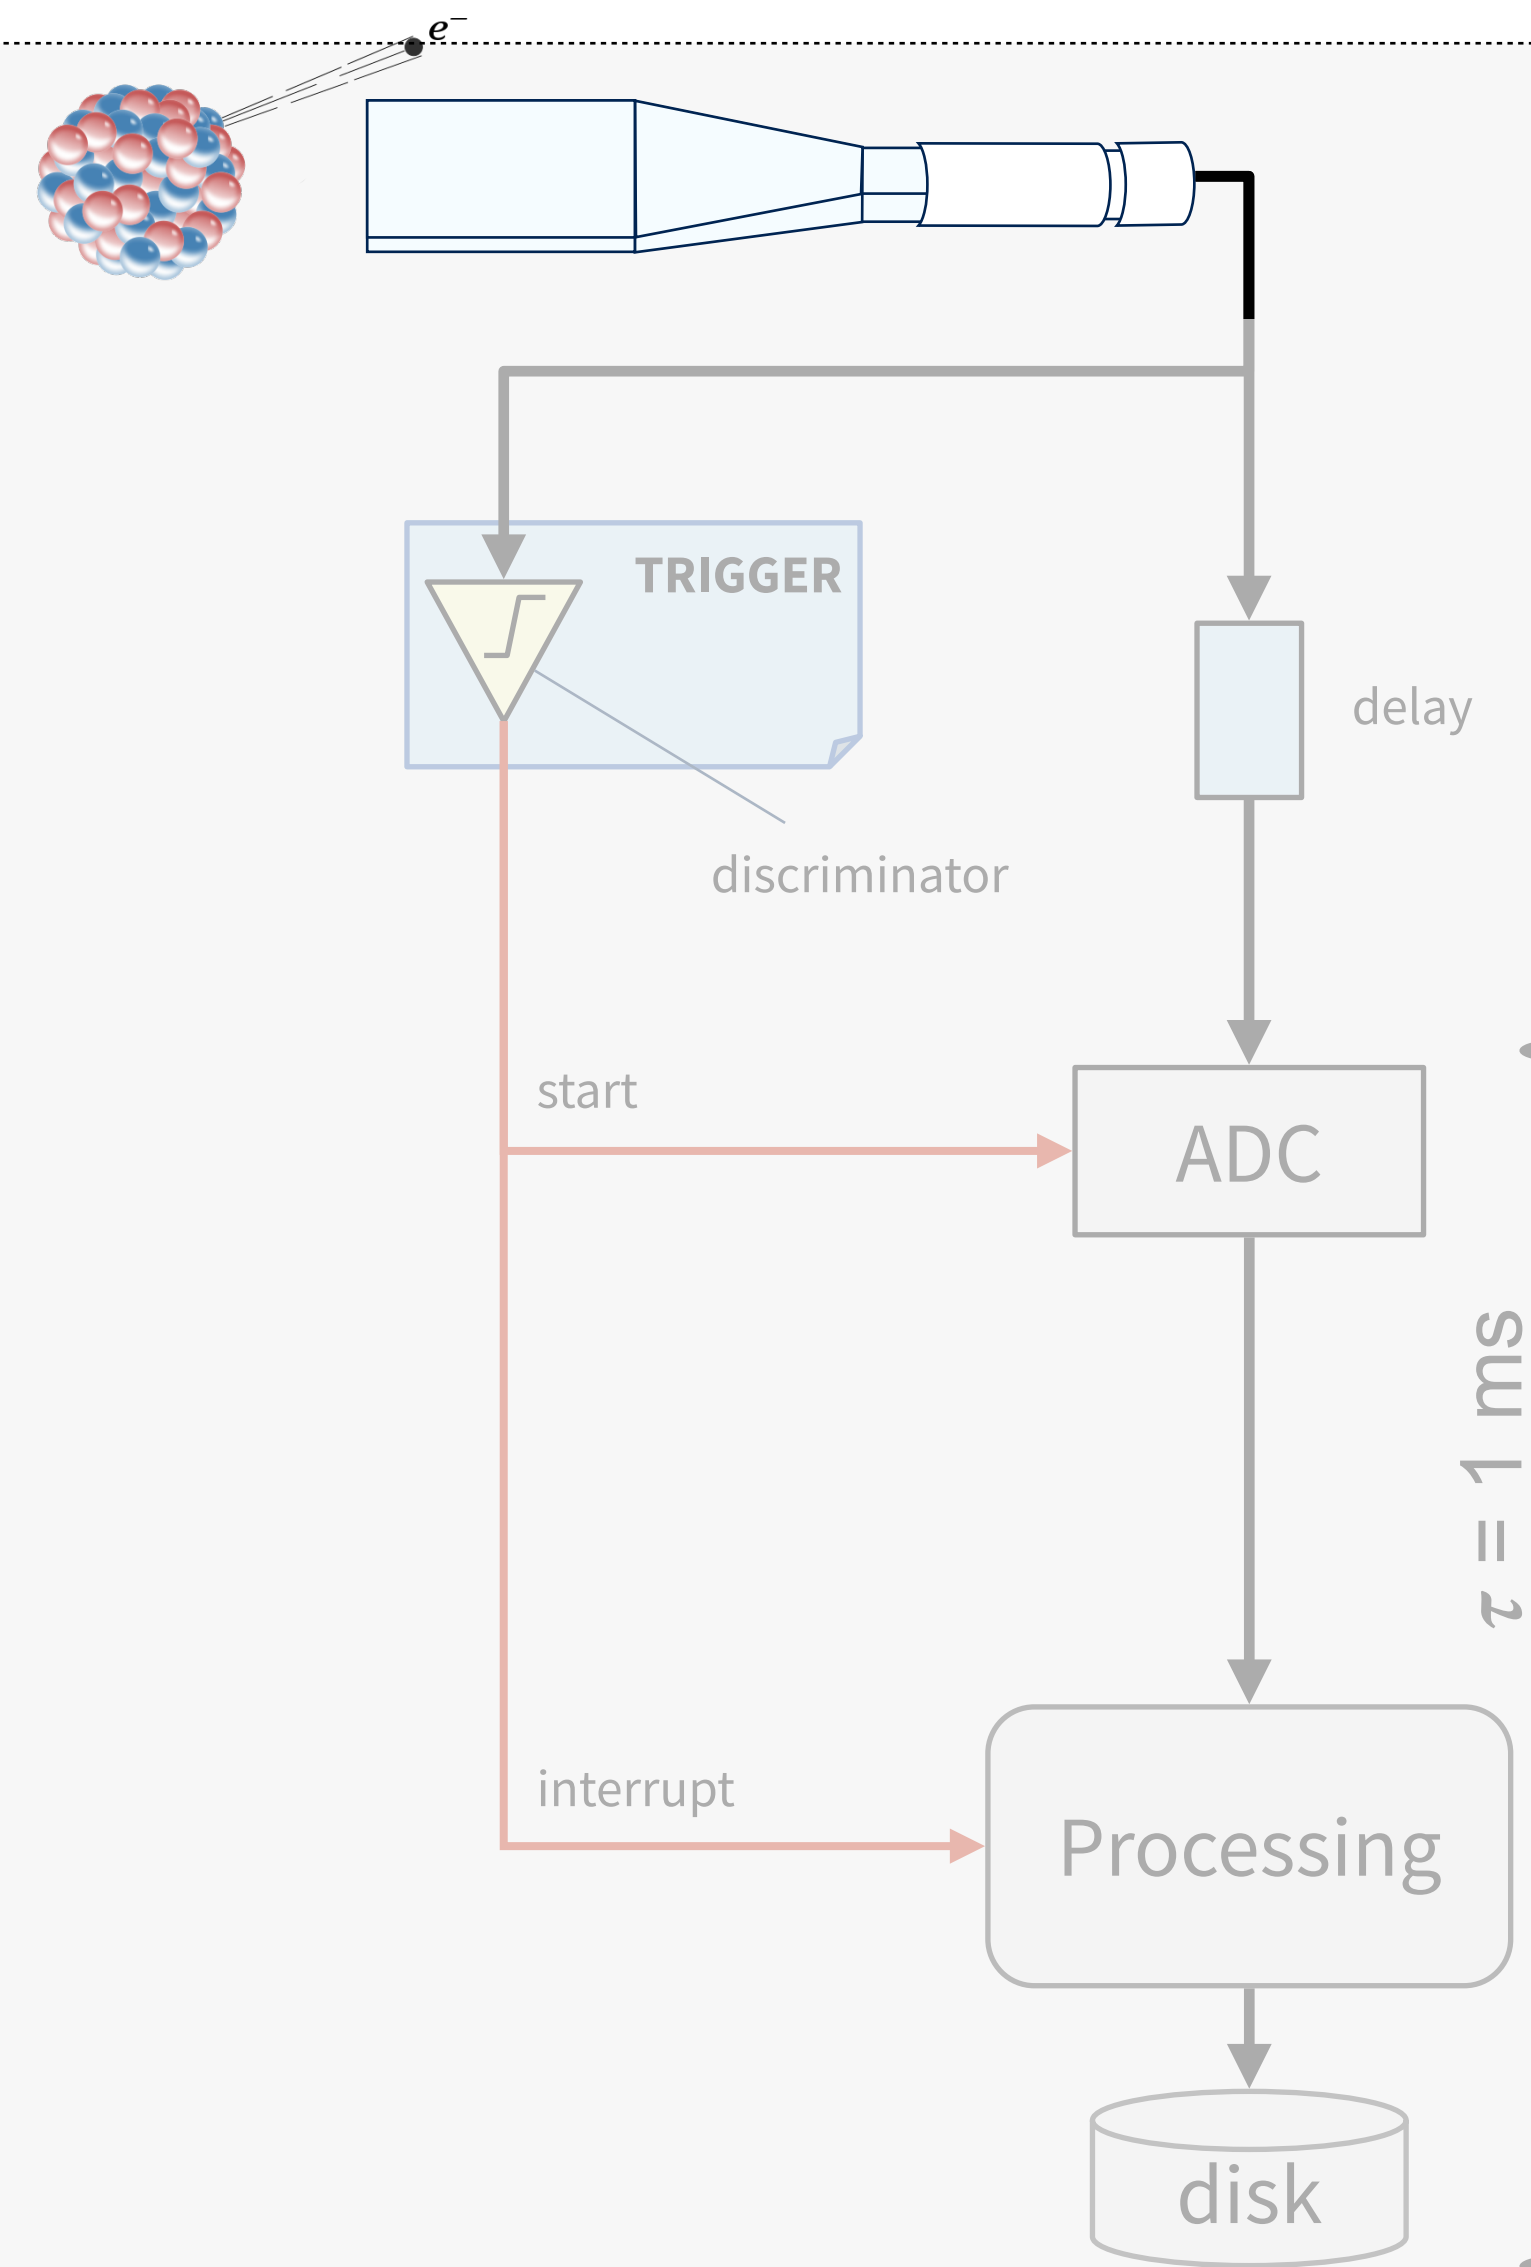 e⁻
TRIGGER
delay
discriminator
start
ADC
τ = 1 ms
interrupt
Processing
disk